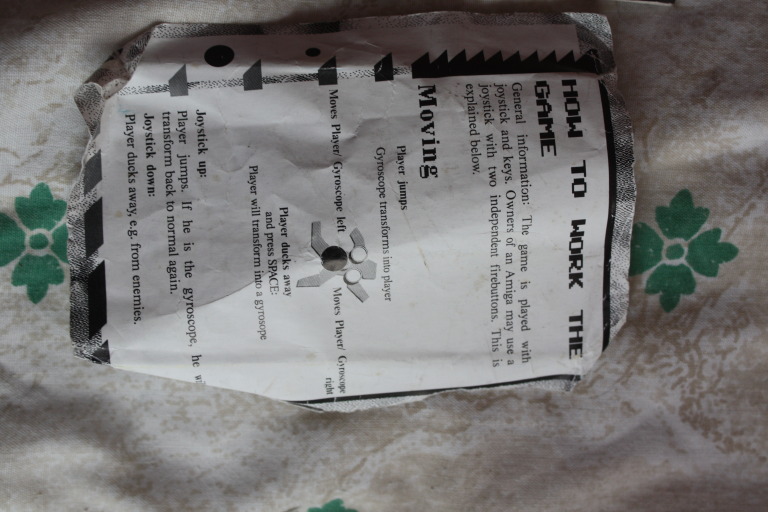 HOW TO WORK THE
GAME
General information: The game is played with
joystick and keys. Owners of an Amiga may use a
joystick with two independent firebuttons. This is
explained below.
Moving
Player jumps
Gyroscope transforms into player
Moves Player/ Gyroscope left
Moves Player/ Gyroscope
right
Player ducks away
and press SPACE:
Player will transform into a gyrosope
Joystick up:
Player jumps. If he is the gyroscope, he
transform back to normal again.
Joystick down:
Player ducks away, e.g. from enemies.